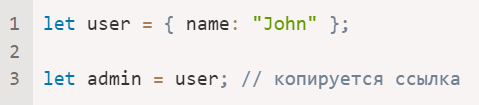 1 let user = { name: "John" };
2
3 let admin = user; // копируется ссылка